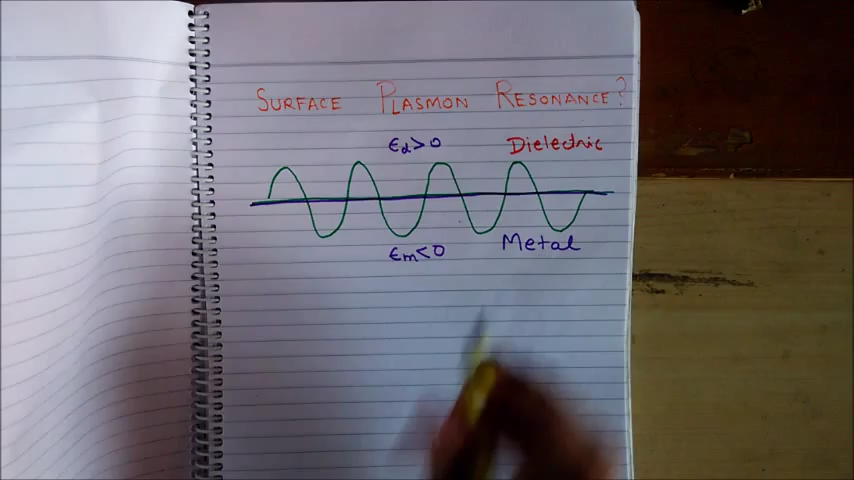 SURFACE PLASMON RESONANCE?
ϵd>0 Dielectric
ϵm<0 Metal